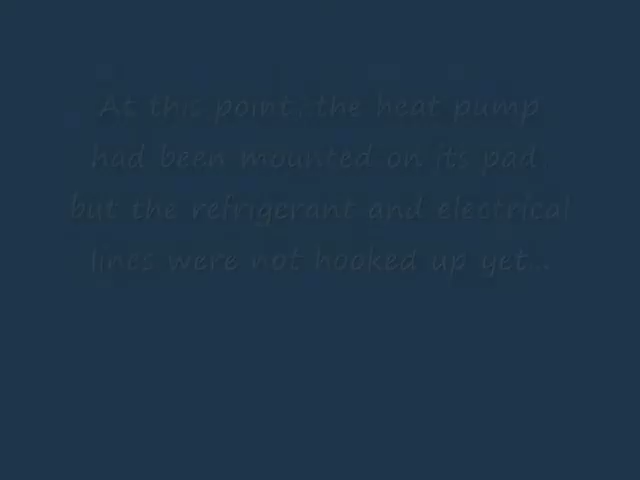 At this point, the heat pump
had been mounted on its pad
but the refrigerant and electrical
lines were not hooked up yet...